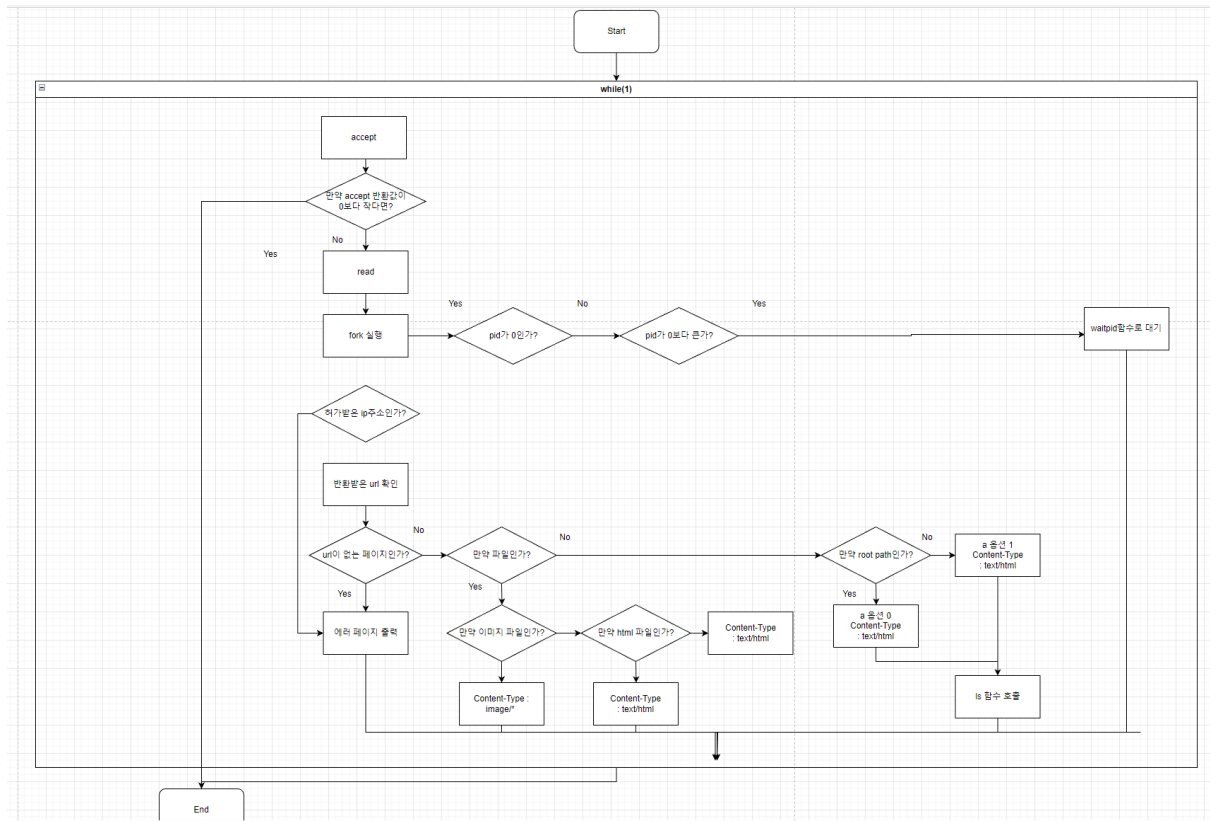 Start
while(1)
accept
만약 accept 반환값이
0보다 작다면?
No
Yes
read
fork 실행
Yes
pid가 0인가?
No
pid가 0보다 큰가?
Yes
waitpid함수로 대기
허가받은 ip주소인가?
반환받은 url 확인
url이 없는 페이지인가?
No
만약 파일인가?
No
만약 root path인가?
No
a 옵션 1
Content-Type
: text/html
Yes
Yes
Yes
에러 페이지 출력
만약 이미지 파일인가?
만약 html 파일인가?
Content-Type
: text/html
a 옵션 0
Content-Type
: text/html
Content-Type :
image/*
Content-Type
: text/html
ls 함수 호출
End